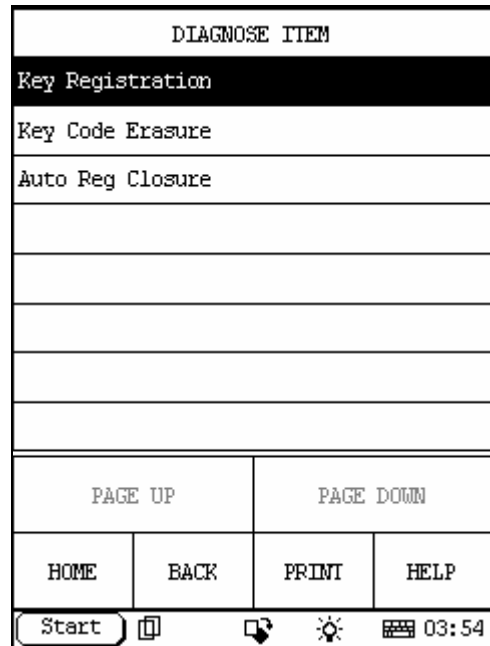 DIAGNOSE ITEM
Key Registration
Key Code Erasure
Auto Reg Closure
PAGE UP PAGE DOWN
HOME BACK PRINT HELP
Start 03:54